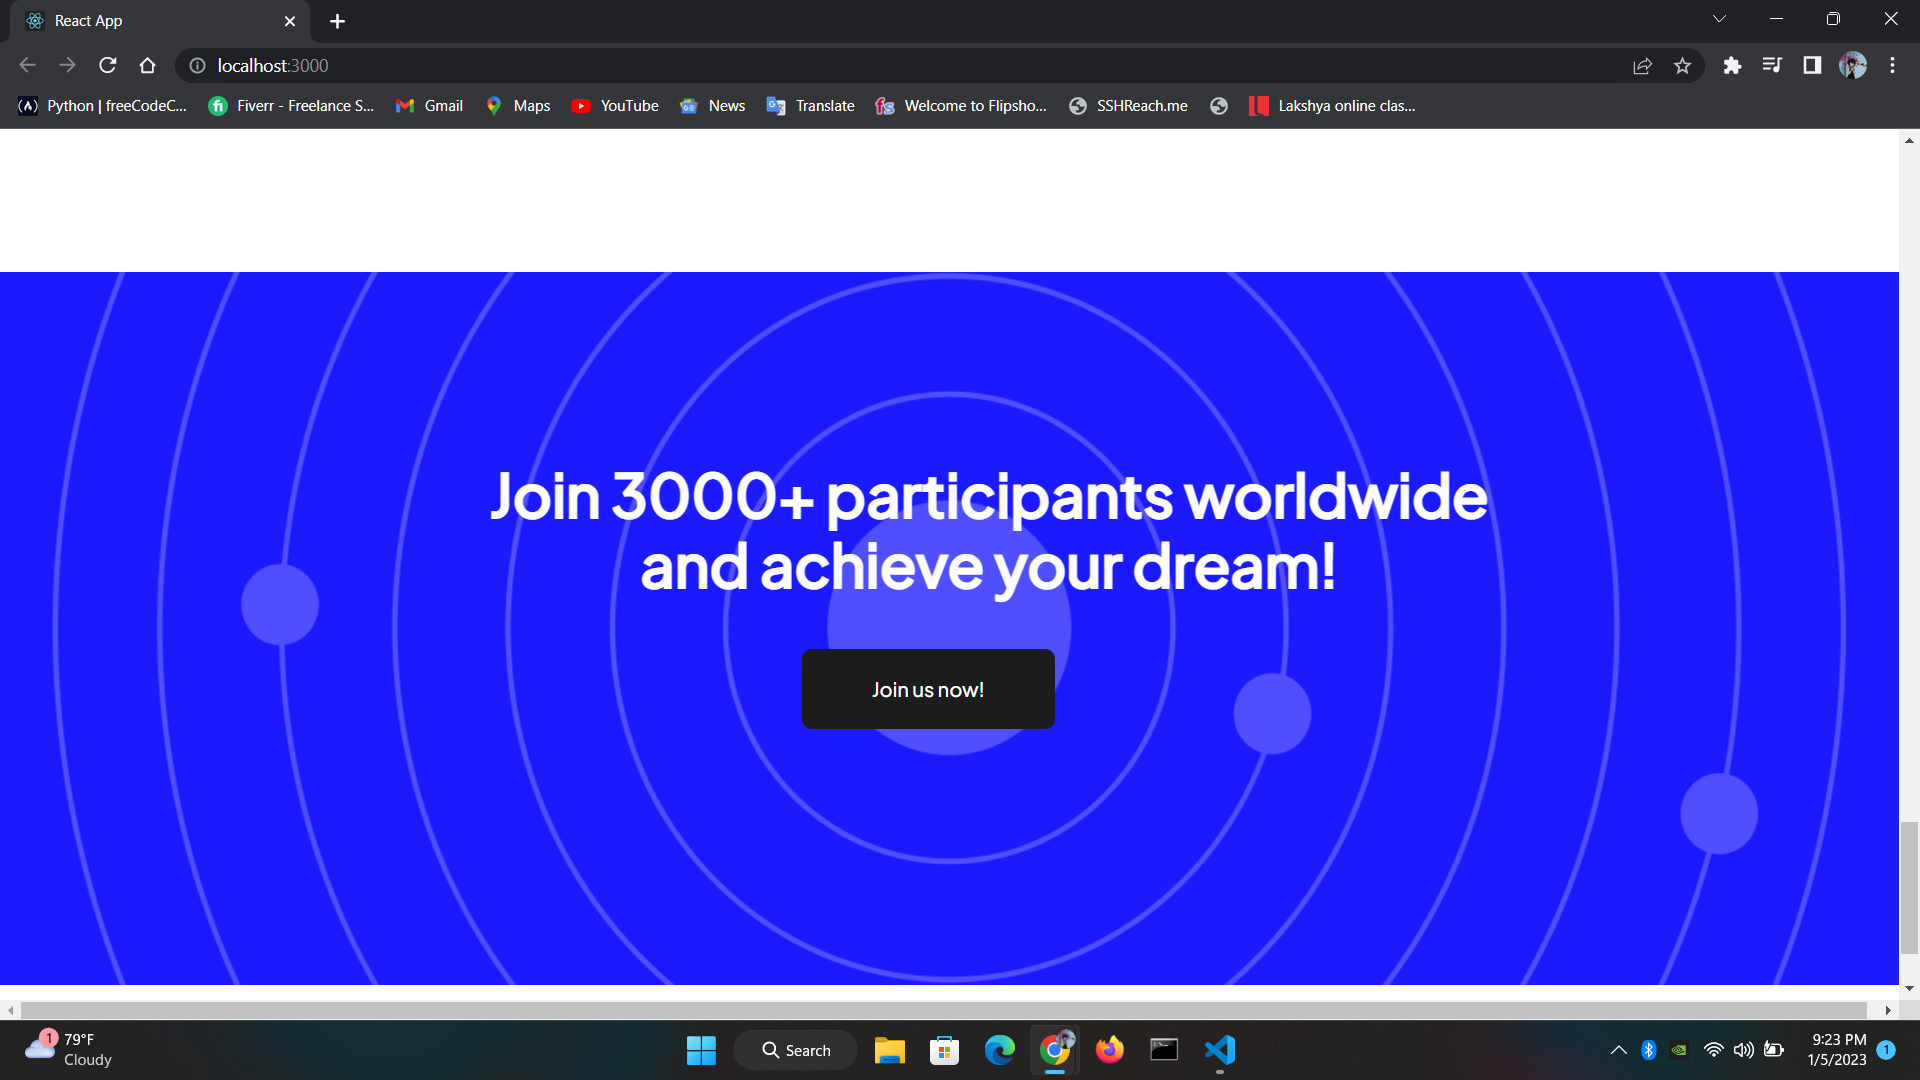 React App
localhost:3000
Python | freeCodeC... Fiverr - Freelance S... Gmail Maps YouTube News Translate Welcome to Flipsho... SSHReach.me Lakshya online clas...
Join 3000+ participants worldwide
and achieve your dream!
Join us now!
1 79°F
Cloudy
Search
9:23 PM
1/5/2023
1